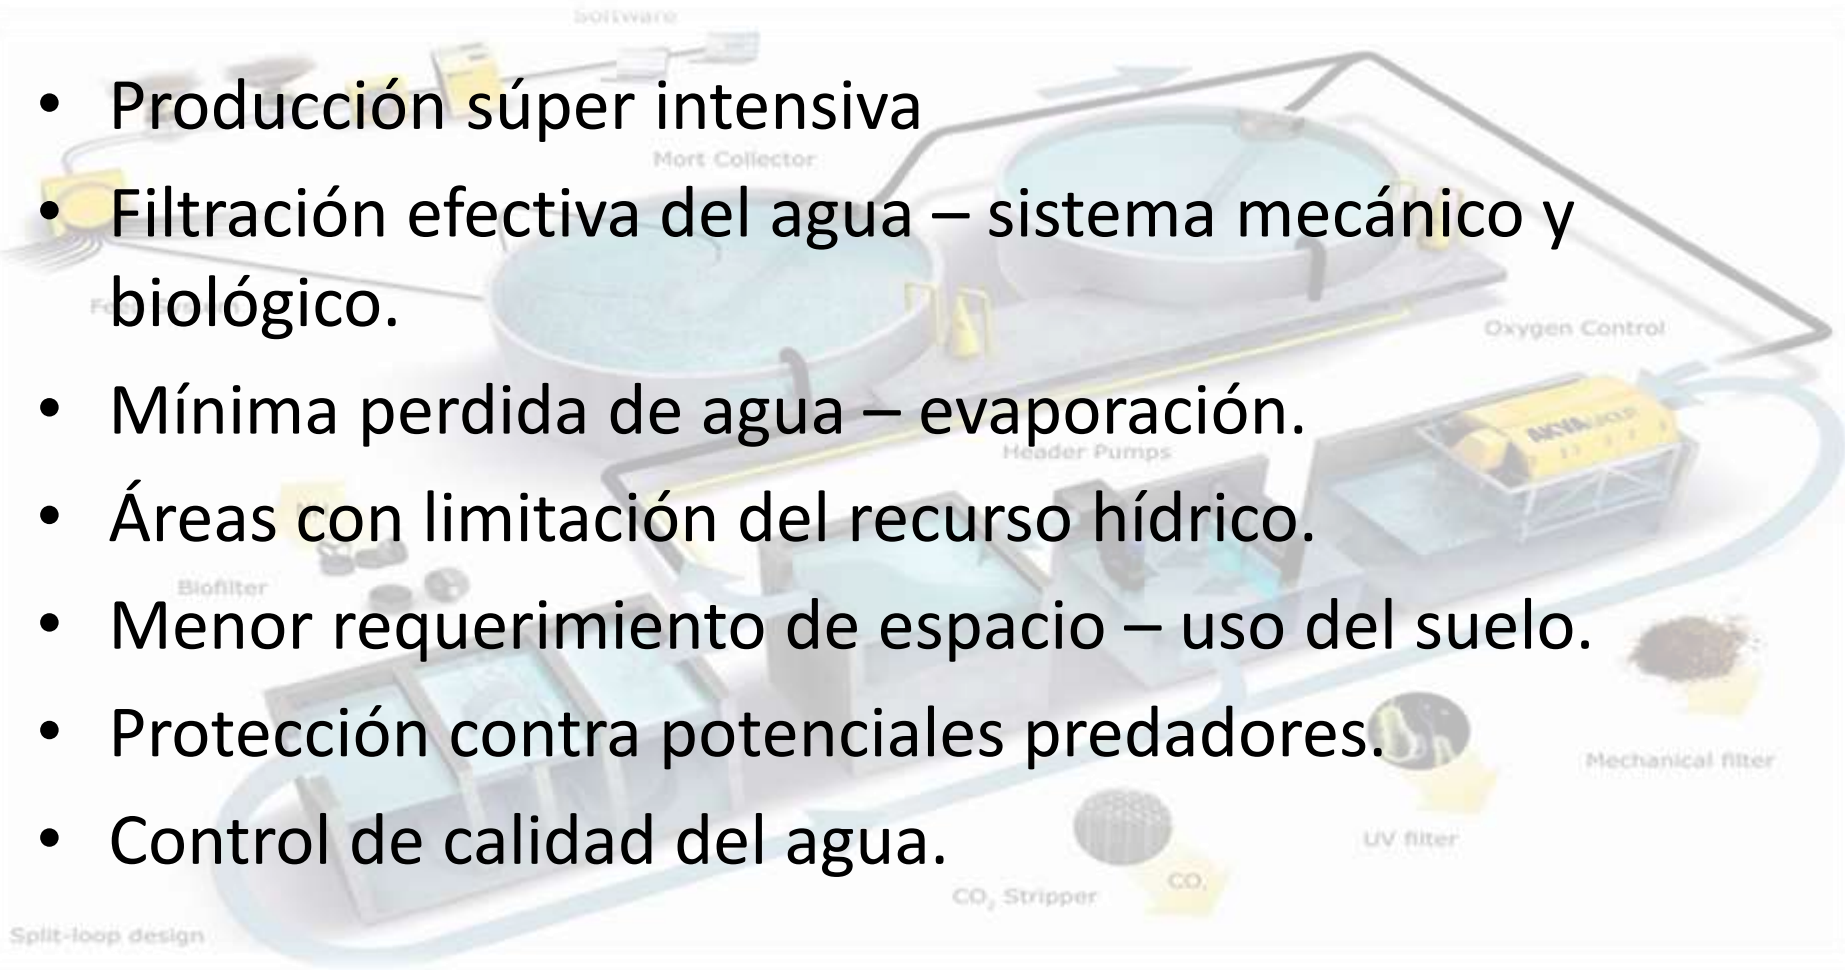 Software
• Producción súper intensiva
Mort Collector
• Filtración efectiva del agua – sistema mecánico y
biológico.
Oxygen Control
• Mínima perdida de agua – evaporación.
AKVA
Header Pumps
• Áreas con limitación del recurso hídrico.
Biofilter
• Menor requerimiento de espacio – uso del suelo.
• Protección contra potenciales predadores.
Mechanical filter
• Control de calidad del agua.
UV filter
CO₂ Stripper
CO₂
Split-loop design